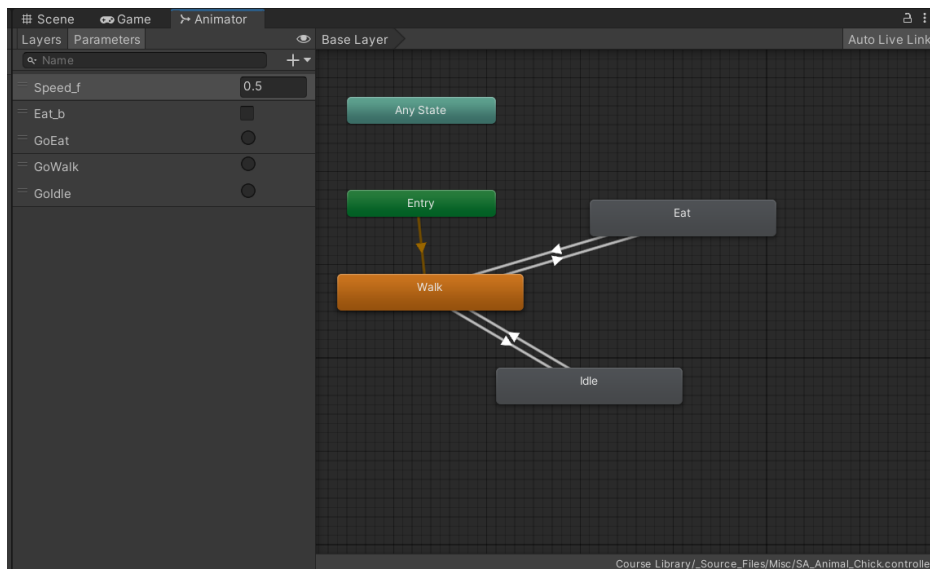 Scene Game Animator
Layers Parameters Base Layer Auto Live Link
Name
Speed_f 0.5
Eat_b
GoEat
GoWalk
GoIdle
Any State
Entry
Eat
Walk
Idle
Course Library/_Source_Files/Misc/SA_Animal_Chick.controlle